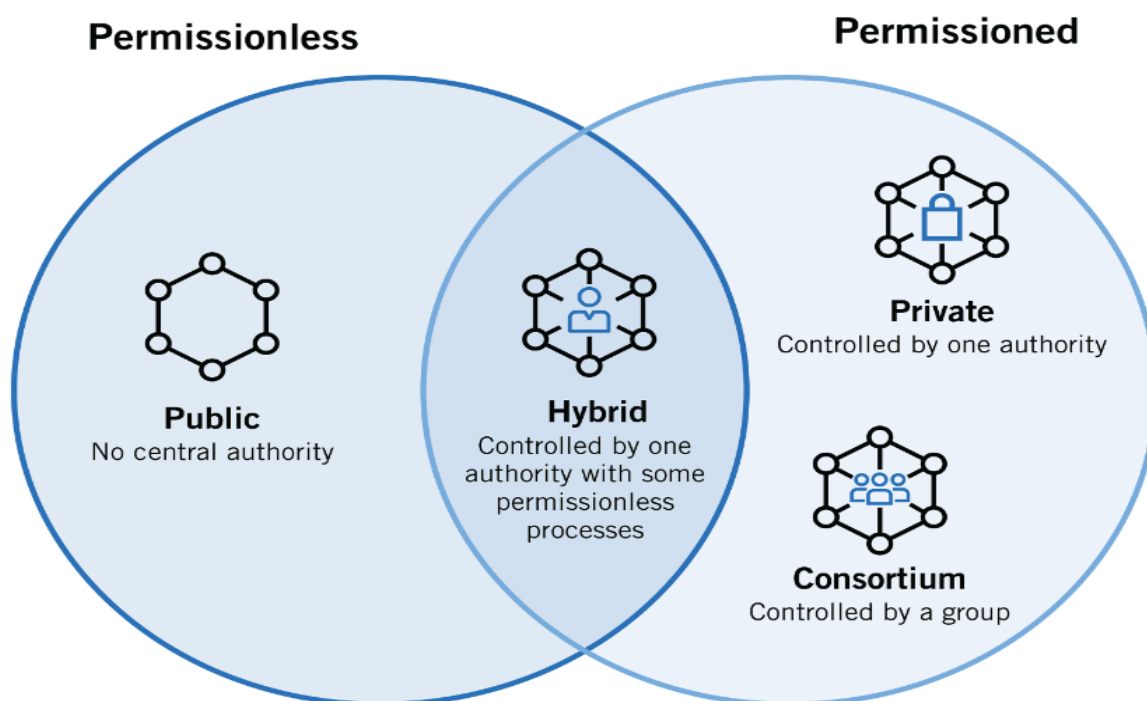 Permissionless
Permissioned
Public
No central authority
Hybrid
Controlled by one
authority with some
permissionless
processes
Private
Controlled by one authority
Consortium
Controlled by a group